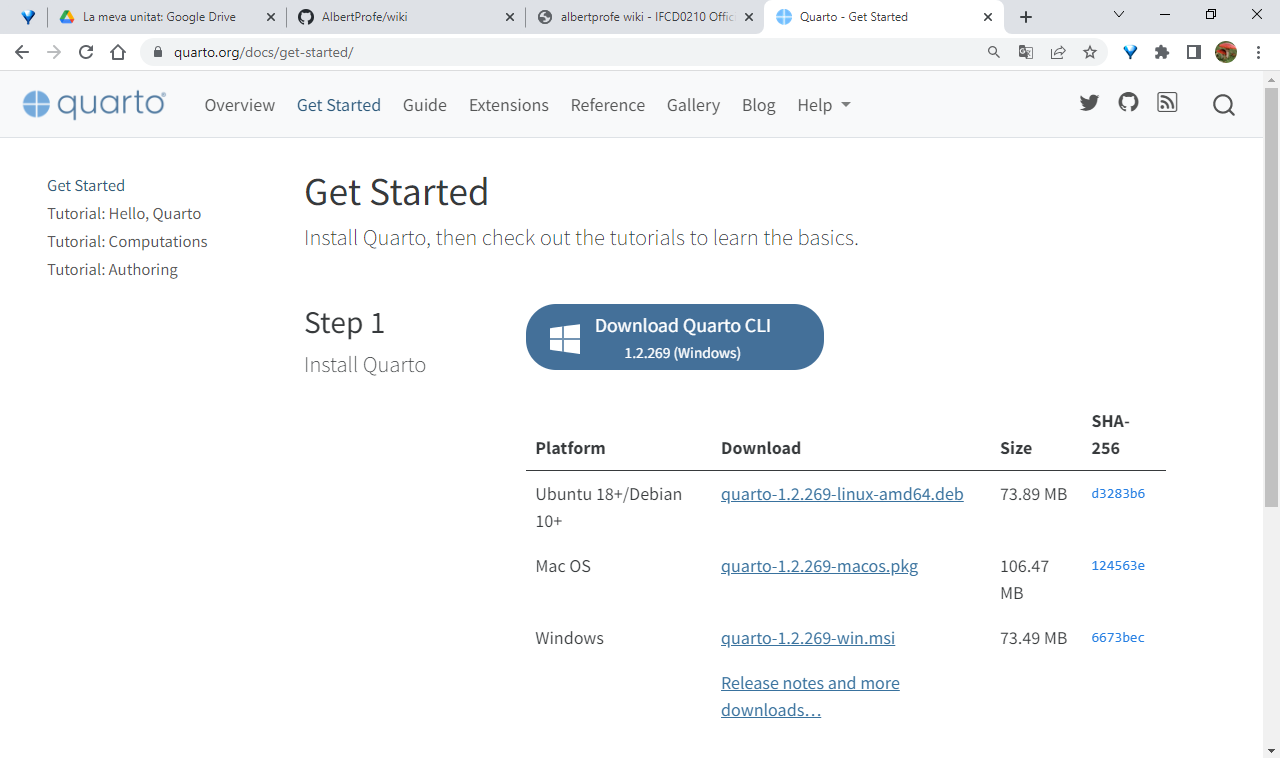 La meva unitat: Google Drive
AlbertProfe/wiki
albertprofe wiki - IFCD0210 Offic
Quarto - Get Started
quarto.org/docs/get-started/
quarto
Overview Get Started Guide Extensions Reference Gallery Blog Help
Get Started
Tutorial: Hello, Quarto
Tutorial: Computations
Tutorial: Authoring
Get Started
Install Quarto, then check out the tutorials to learn the basics.
Step 1
Install Quarto
Download Quarto CLI
1.2.269 (Windows)
Platform Download Size SHA-
256
Ubuntu 18+/Debian quarto-1.2.269-linux-amd64.deb 73.89 MB d3283b6
10+
Mac OS quarto-1.2.269-macos.pkg 106.47 124563e
MB
Windows quarto-1.2.269-win.msi 73.49 MB 6673bec
Release notes and more
downloads…